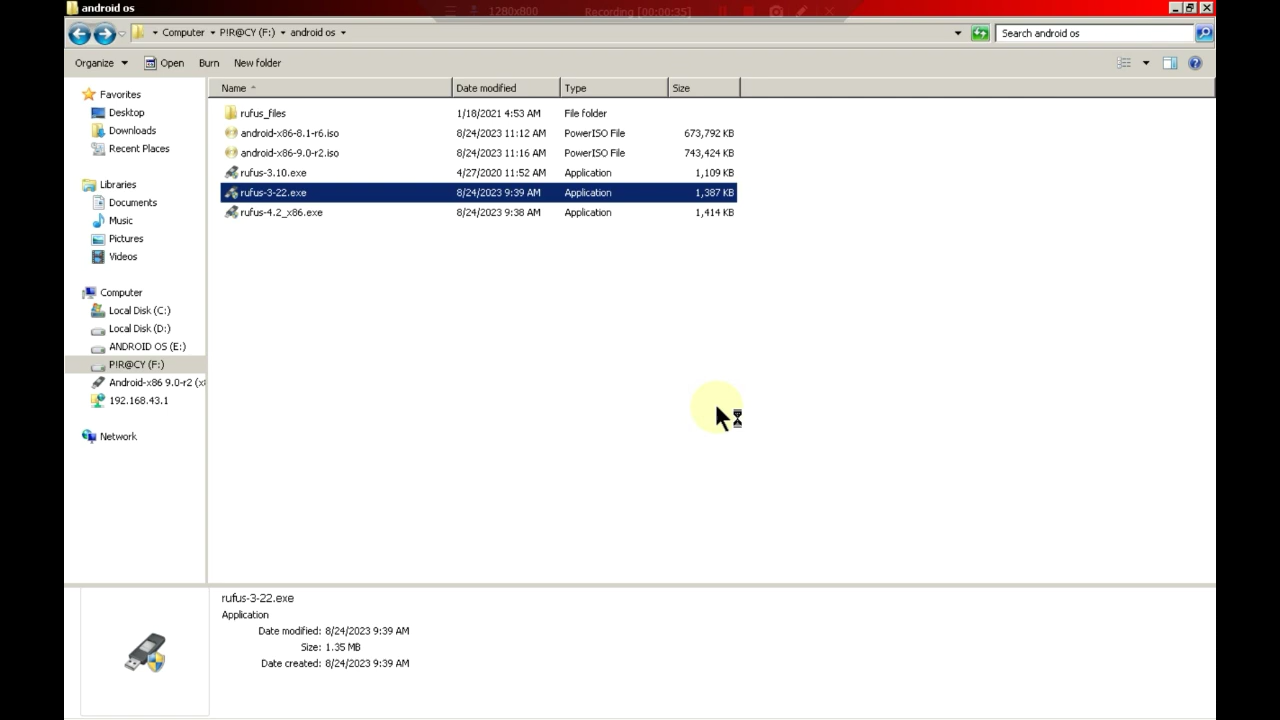 android os
1280x800
Recording [00:00:35]
Computer P!R@CY (F:) android os
Search android os
Organize Open Burn New folder
Name Date modified Type Size
Favorites
Desktop
Downloads
Recent Places
Libraries
Documents
Music
Pictures
Videos
Computer
Local Disk (C:)
Local Disk (D:)
ANDROID OS (E:)
P!R@CY (F:)
Android-x86 9.0-r2 (x8
192.168.43.1
Network
rufus_files 1/18/2021 4:53 AM File folder
android-x86-8.1-r6.iso 8/24/2023 11:12 AM PowerISO File 673,792 KB
android-x86-9.0-r2.iso 8/24/2023 11:16 AM PowerISO File 743,424 KB
rufus-3.10.exe 4/27/2020 11:52 AM Application 1,109 KB
rufus-3-22.exe 8/24/2023 9:39 AM Application 1,387 KB
rufus-4.2_x86.exe 8/24/2023 9:38 AM Application 1,414 KB
rufus-3-22.exe
Application
Date modified: 8/24/2023 9:39 AM
Size: 1.35 MB
Date created: 8/24/2023 9:39 AM